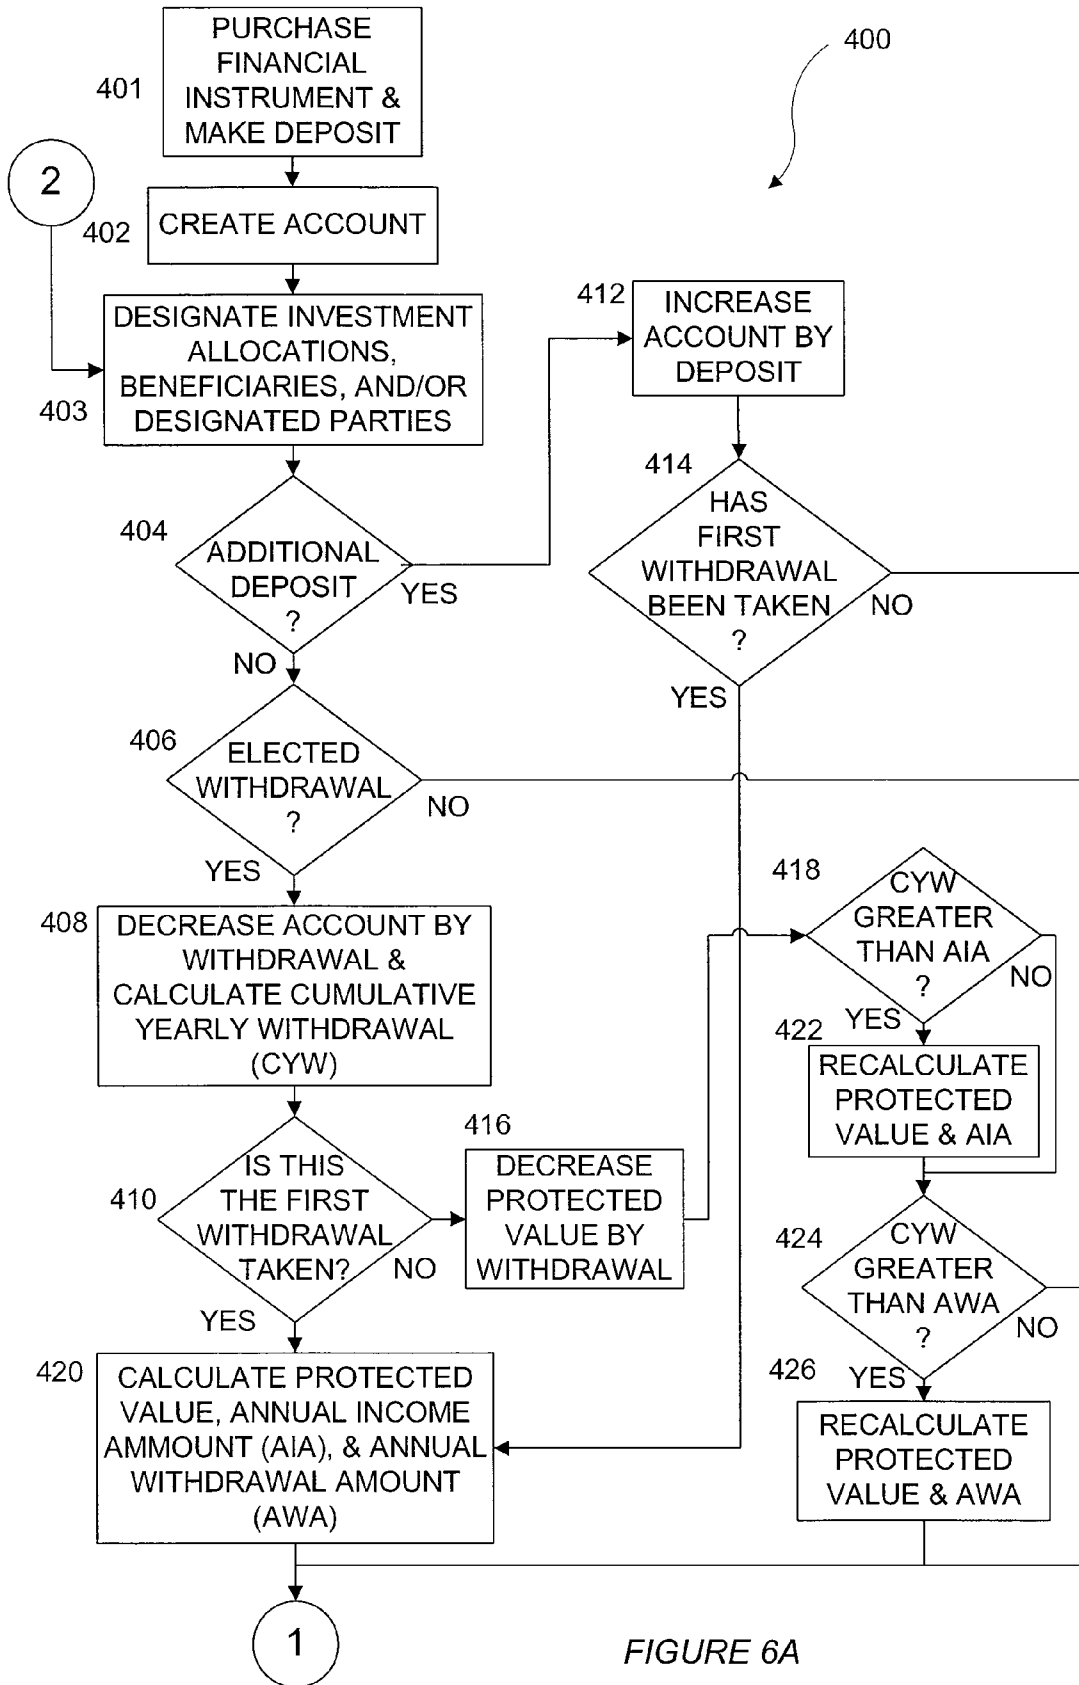 PURCHASE
FINANCIAL
INSTRUMENT &
MAKE DEPOSIT
401
400
2
CREATE ACCOUNT
402
DESIGNATE INVESTMENT
ALLOCATIONS,
BENEFICIARIES, AND/OR
DESIGNATED PARTIES
403
412
INCREASE
ACCOUNT BY
DEPOSIT
404
ADDITIONAL
DEPOSIT
?
YES
NO
414
HAS
FIRST
WITHDRAWAL
BEEN TAKEN
?
NO
YES
406
ELECTED
WITHDRAWAL
?
NO
YES
408
DECREASE ACCOUNT BY
WITHDRAWAL &
CALCULATE CUMULATIVE
YEARLY WITHDRAWAL
(CYW)
418
CYW
GREATER
THAN AIA
?
NO
YES
422
RECALCULATE
PROTECTED
VALUE & AIA
410
IS THIS
THE FIRST
WITHDRAWAL
TAKEN?
NO
YES
416
DECREASE
PROTECTED
VALUE BY
WITHDRAWAL
424
CYW
GREATER
THAN AWA
?
NO
YES
420
CALCULATE PROTECTED
VALUE, ANNUAL INCOME
AMMOUNT (AIA), & ANNUAL
WITHDRAWAL AMOUNT
(AWA)
426
RECALCULATE
PROTECTED
VALUE & AWA
1
FIGURE 6A